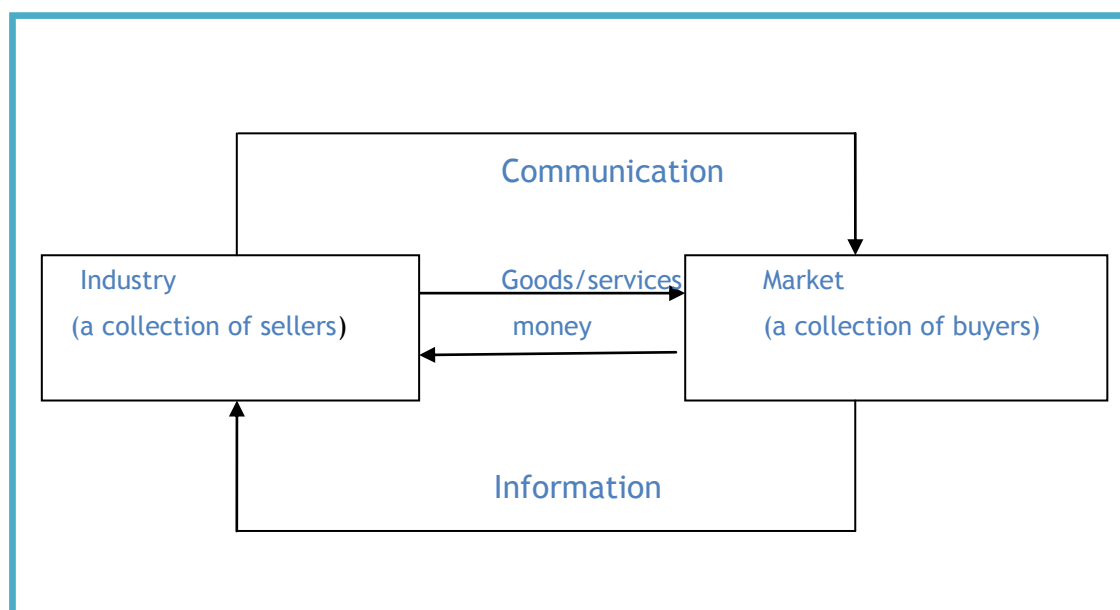 Communication
Industry
(a collection of sellers)
Goods/services
money
Market
(a collection of buyers)
Information